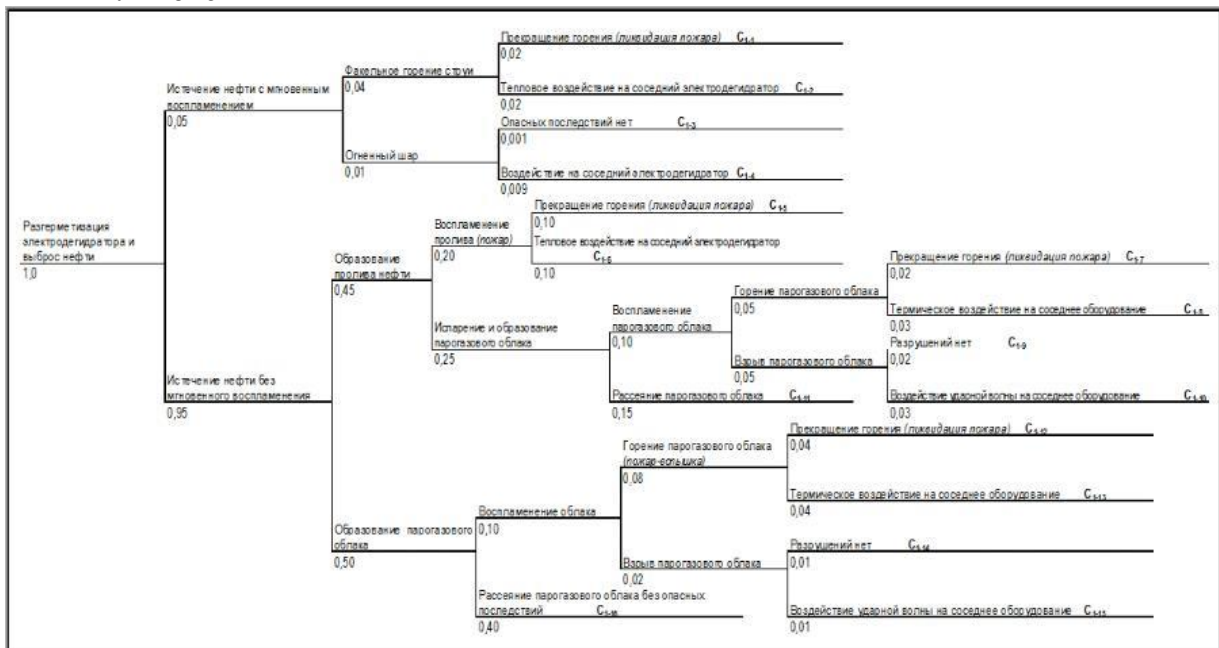 Прекращение горения (ликвидация пожара) С₁₋₁
0,02
Факельное горение струи
0,04
Тепловое воздействие на соседний электродегидратор С₁₋₂
0,02
Истечение нефти с мгновенным
воспламенением
0,05
Опасных последствий нет С₁₋₃
0,001
Огненный шар
0,01
Воздействие на соседний электродегидратор С₁₋₄
0,009
Разгерметизация
электродегидратора и
выброс нефти
1,0
Прекращение горения (ликвидация пожара) С₁₋₅
0,10
Воспламенение
пролива (пожар)
0,20
Тепловое воздействие на соседний электродегидратор
С₁₋₆
0,10
Образование
пролива нефти
0,45
Прекращение горения (ликвидация пожара) С₁₋₇
0,02
Горение парогазового облака
0,05
Термическое воздействие на соседнее оборудование С₁₋₈
0,03
Воспламенение
парогазового облака
0,10
Испарение и образование
парогазового облака
0,25
Разрушений нет С₁₋₉
0,02
Взрыв парогазового облака
0,05
Воздействие ударной волны на соседнее оборудование С₁₋₁₀
0,03
Рассеяние парогазового облака С₁₋₁₁
0,15
Истечение нефти без
мгновенного воспламенения
0,95
Прекращение горения (ликвидация пожара) С₁₋₁₂
0,04
Горение парогазового облака
(пожар-вспышка)
0,08
Термическое воздействие на соседнее оборудование С₁₋₁₃
0,04
Воспламенение облака
0,10
Образование парогазового
облака
0,50
Разрушений нет С₁₋₁₄
0,01
Взрыв парогазового облака
0,02
Воздействие ударной волны на соседнее оборудование С₁₋₁₅
0,01
Рассеяние парогазового облака без опасных
последствий С₁₋₁₆
0,40